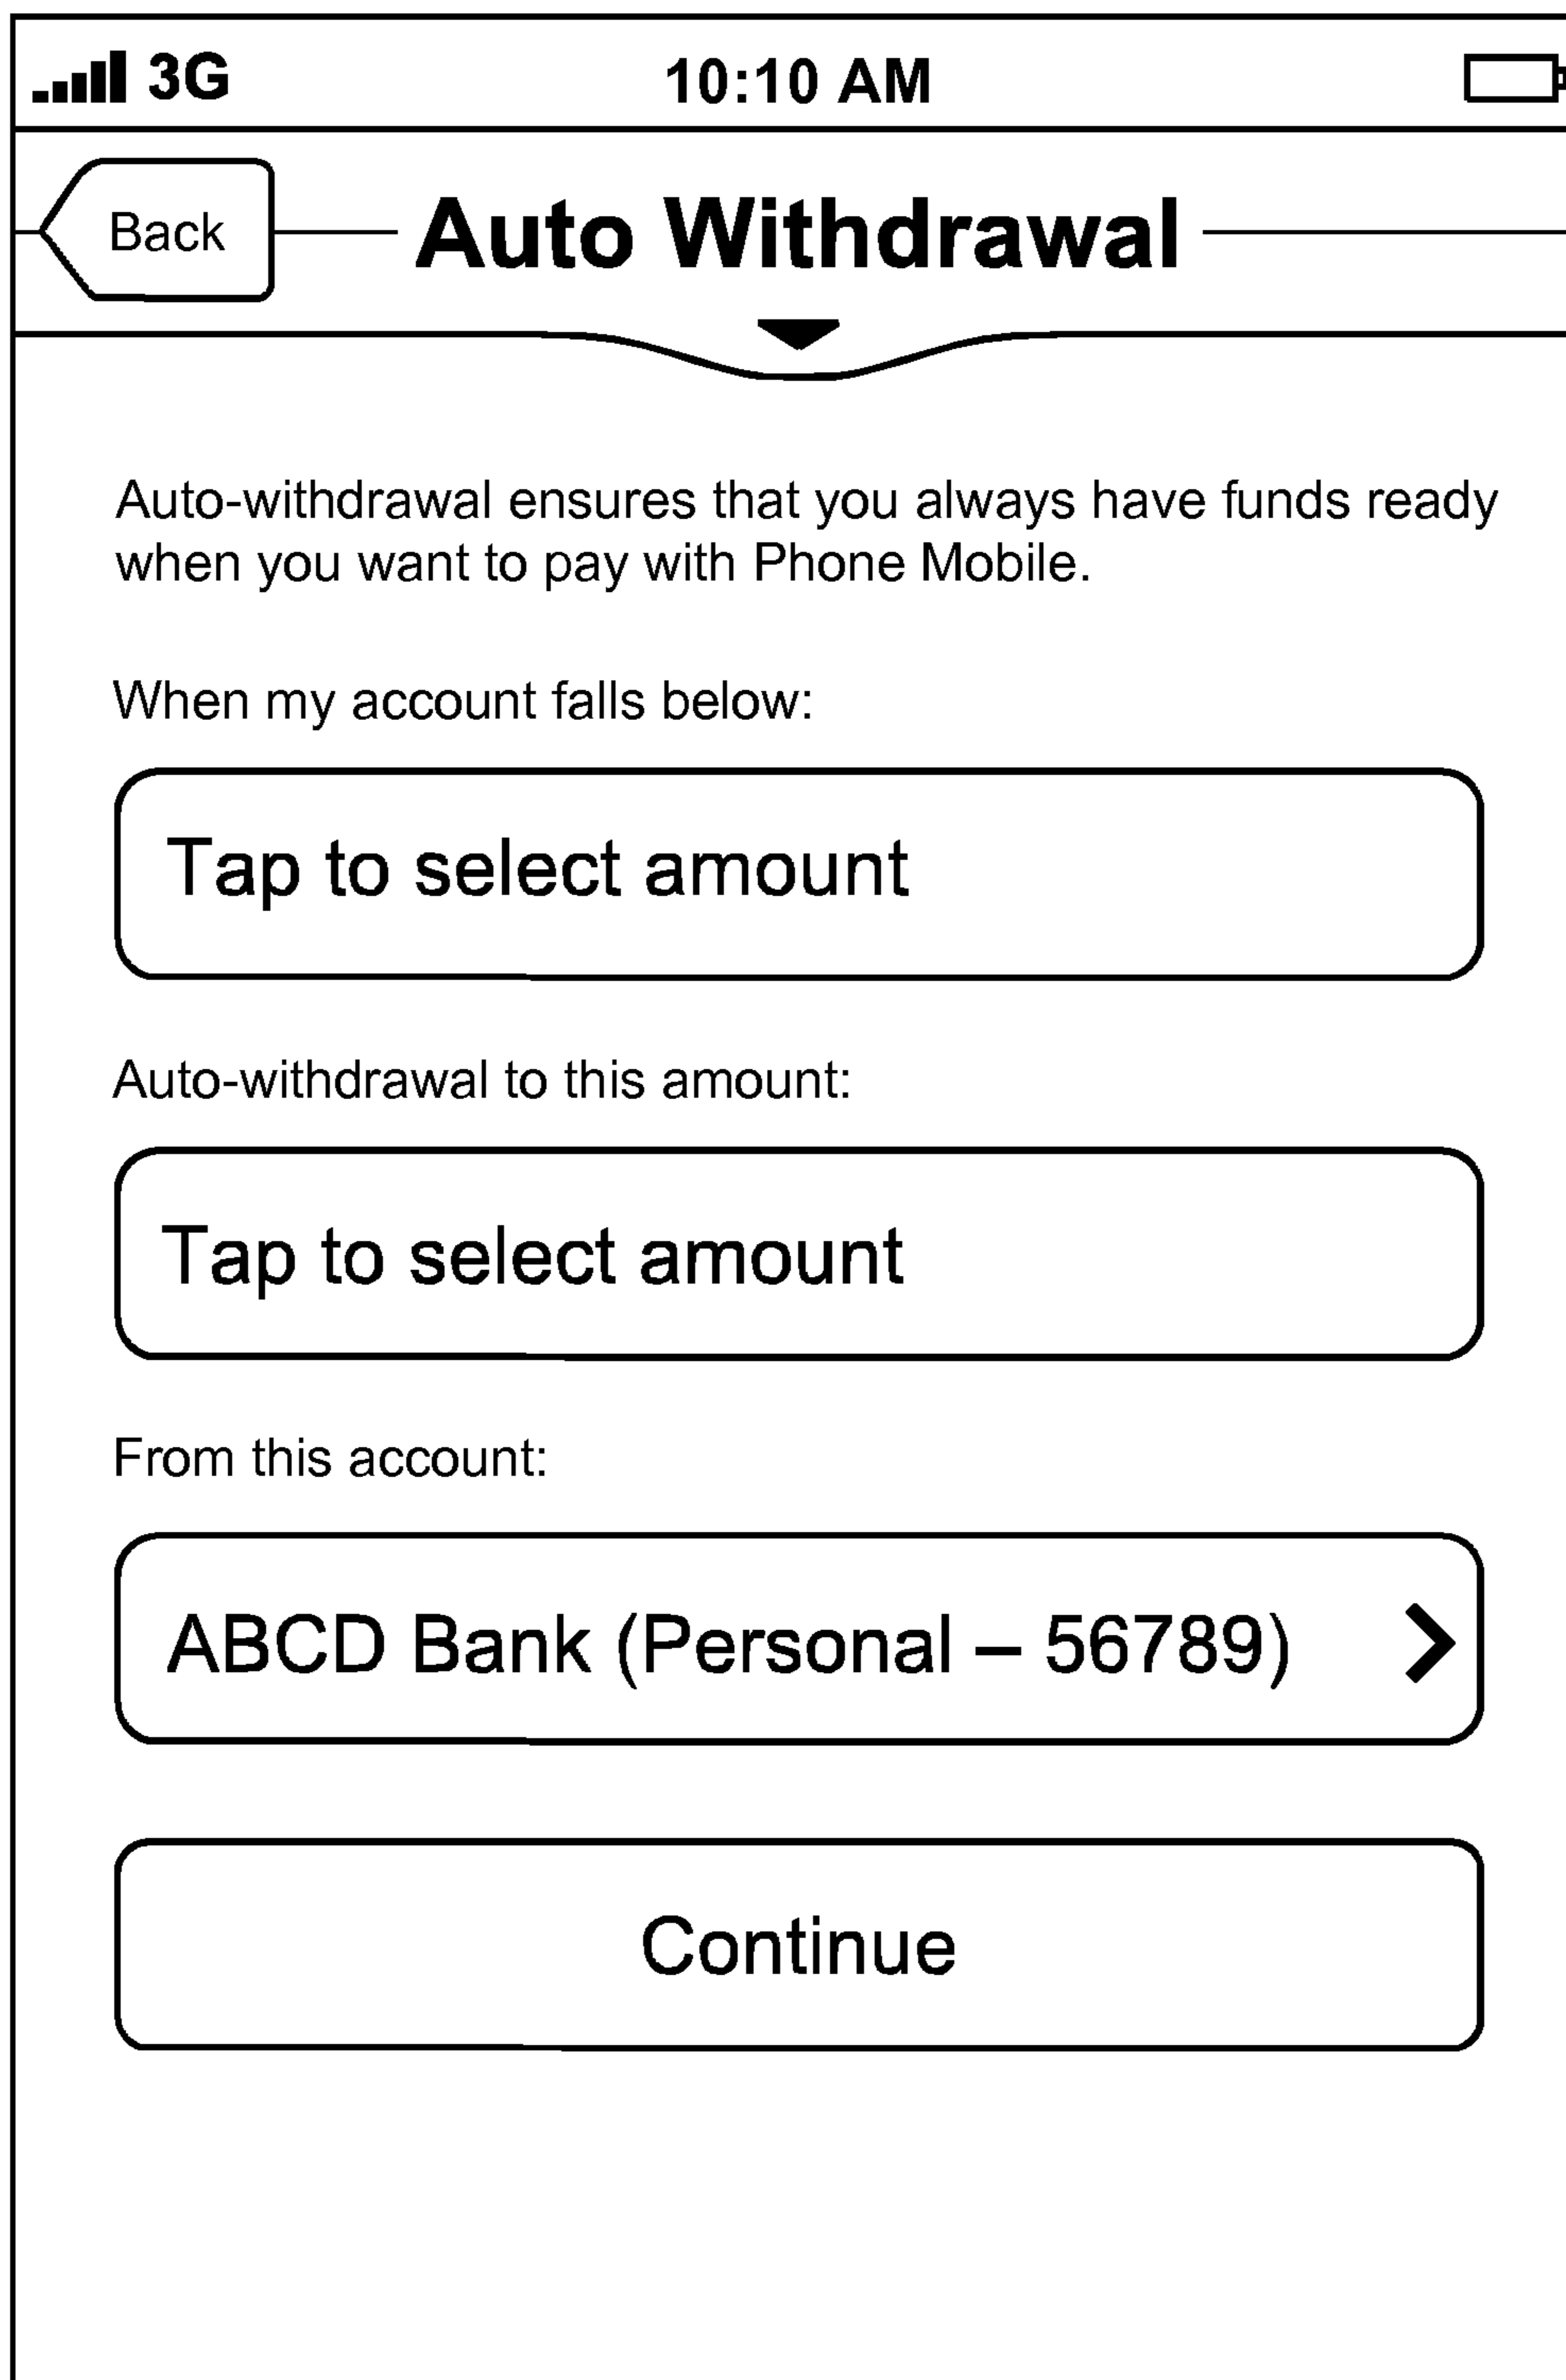 3G 10:10 AM
Back Auto Withdrawal
Auto-withdrawal ensures that you always have funds ready
when you want to pay with Phone Mobile.
When my account falls below:
Tap to select amount
Auto-withdrawal to this amount:
Tap to select amount
From this account:
ABCD Bank (Personal – 56789)
Continue